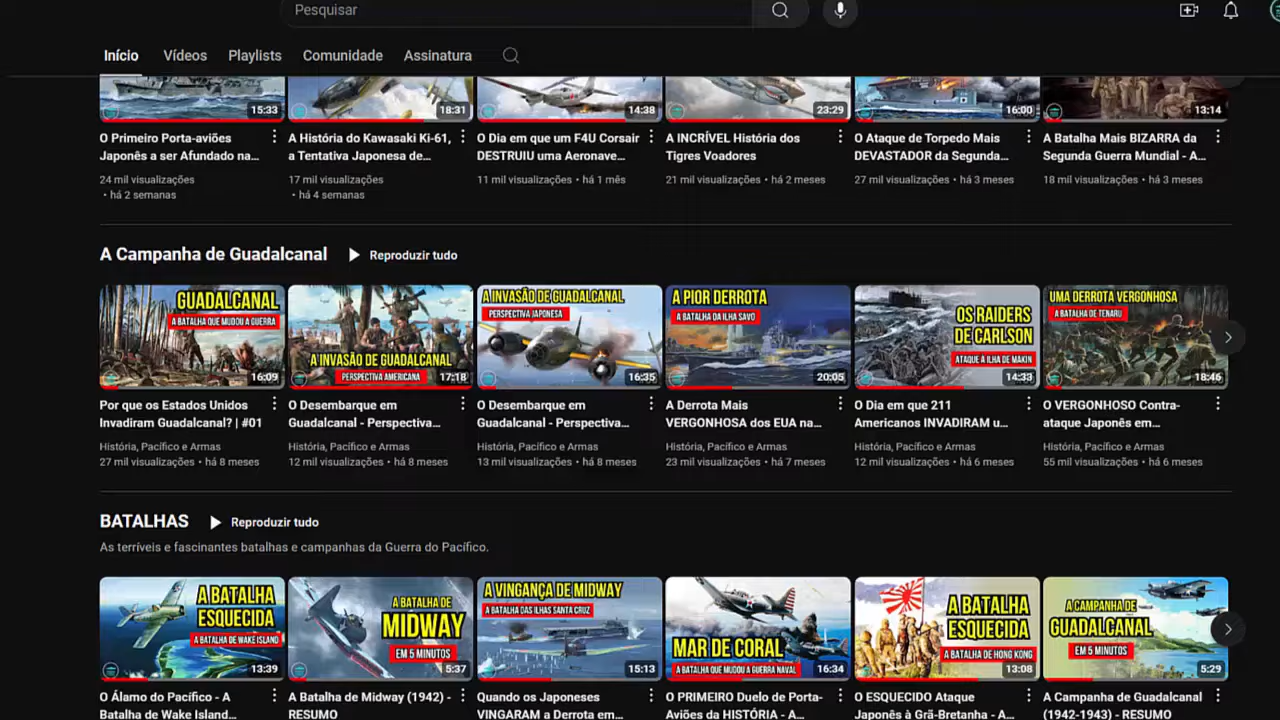 Pesquisar
Início Vídeos Playlists Comunidade Assinatura
15:33 18:31 14:38 23:29 16:00 13:14
O Primeiro Porta-aviões
Japonês a ser Afundado na...
24 mil visualizações
• há 2 semanas
A História do Kawasaki Ki-61,
a Tentativa Japonesa de...
17 mil visualizações
• há 4 semanas
O Dia em que um F4U Corsair
DESTRUIU uma Aeronave...
11 mil visualizações • há 1 mês
A INCRÍVEL História dos
Tigres Voadores
21 mil visualizações • há 2 meses
O Ataque de Torpedo Mais
DEVASTADOR da Segunda...
27 mil visualizações • há 3 meses
A Batalha Mais BIZARRA da
Segunda Guerra Mundial - A...
18 mil visualizações • há 3 meses
A Campanha de Guadalcanal Reproduzir tudo
GUADALCANAL
A BATALHA QUE MUDOU A GUERRA
16:09
Por que os Estados Unidos
Invadiram Guadalcanal? | #01
História, Pacífico e Armas
27 mil visualizações • há 8 meses
A INVASÃO DE GUADALCANAL
PERSPECTIVA AMERICANA
17:18
O Desembarque em
Guadalcanal - Perspectiva...
História, Pacífico e Armas
12 mil visualizações • há 8 meses
A INVASÃO DE GUADALCANAL
PERSPECTIVA JAPONESA
16:35
O Desembarque em
Guadalcanal - Perspectiva...
História, Pacífico e Armas
13 mil visualizações • há 8 meses
A PIOR DERROTA
A BATALHA DA ILHA SAVO
20:05
A Derrota Mais
VERGONHOSA dos EUA na...
História, Pacífico e Armas
23 mil visualizações • há 7 meses
OS RAIDERS
DE CARLSON
ATAQUE À ILHA DE MAKIN
14:33
O Dia em que 211
Americanos INVADIRAM u...
História, Pacífico e Armas
12 mil visualizações • há 6 meses
UMA DERROTA VERGONHOSA
A BATALHA DE TENARU
18:46
O VERGONHOSO Contra-
ataque Japonês em...
História, Pacífico e Armas
55 mil visualizações • há 6 meses
BATALHAS Reproduzir tudo
As terríveis e fascinantes batalhas e campanhas da Guerra do Pacífico.
A BATALHA
ESQUECIDA
A BATALHA DE WAKE ISLAND
13:39
O Álamo do Pacífico - A
Batalha de Wake Island...
A BATALHA DE
MIDWAY
EM 5 MINUTOS
5:37
A Batalha de Midway (1942) -
RESUMO
A VINGANÇA DE MIDWAY
A BATALHA DAS ILHAS SANTA CRUZ
15:13
Quando os Japoneses
VINGARAM a Derrota em...
MAR DE CORAL
A BATALHA QUE MUDOU A GUERRA NAVAL
16:34
O PRIMEIRO Duelo de Porta-
Aviões da HISTÓRIA - A...
A BATALHA
ESQUECIDA
A BATALHA DE HONG KONG
13:08
O ESQUECIDO Ataque
Japonês à Grã-Bretanha - A...
A CAMPANHA DE
GUADALCANAL
EM 5 MINUTOS
5:29
A Campanha de Guadalcanal
(1942-1943) - RESUMO